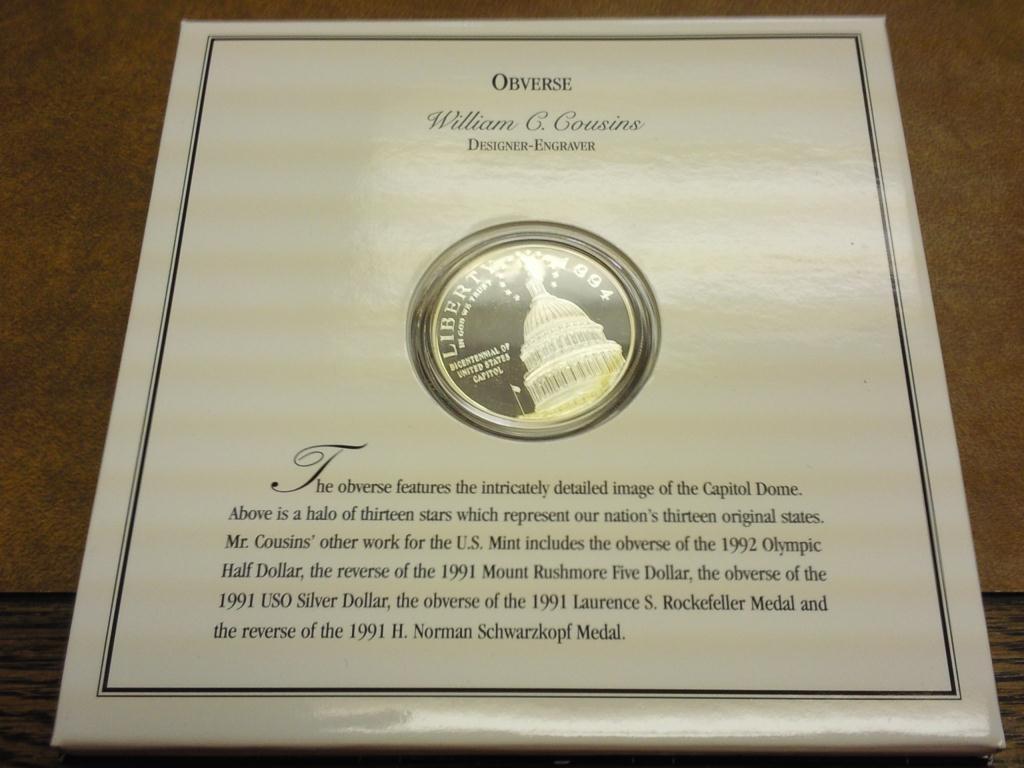 OBVERSE
William C. Cousins
DESIGNER-ENGRAVER
LIBERTY 1994
IN GOD WE TRUST
BICENTENNIAL OF
UNITED STATES
CAPITOL
The obverse features the intricately detailed image of the Capitol Dome.
Above is a halo of thirteen stars which represent our nation's thirteen original states.
Mr. Cousins' other work for the U.S. Mint includes the obverse of the 1992 Olympic
Half Dollar, the reverse of the 1991 Mount Rushmore Five Dollar, the obverse of the
1991 USO Silver Dollar, the obverse of the 1991 Laurence S. Rockefeller Medal and
the reverse of the 1991 H. Norman Schwarzkopf Medal.